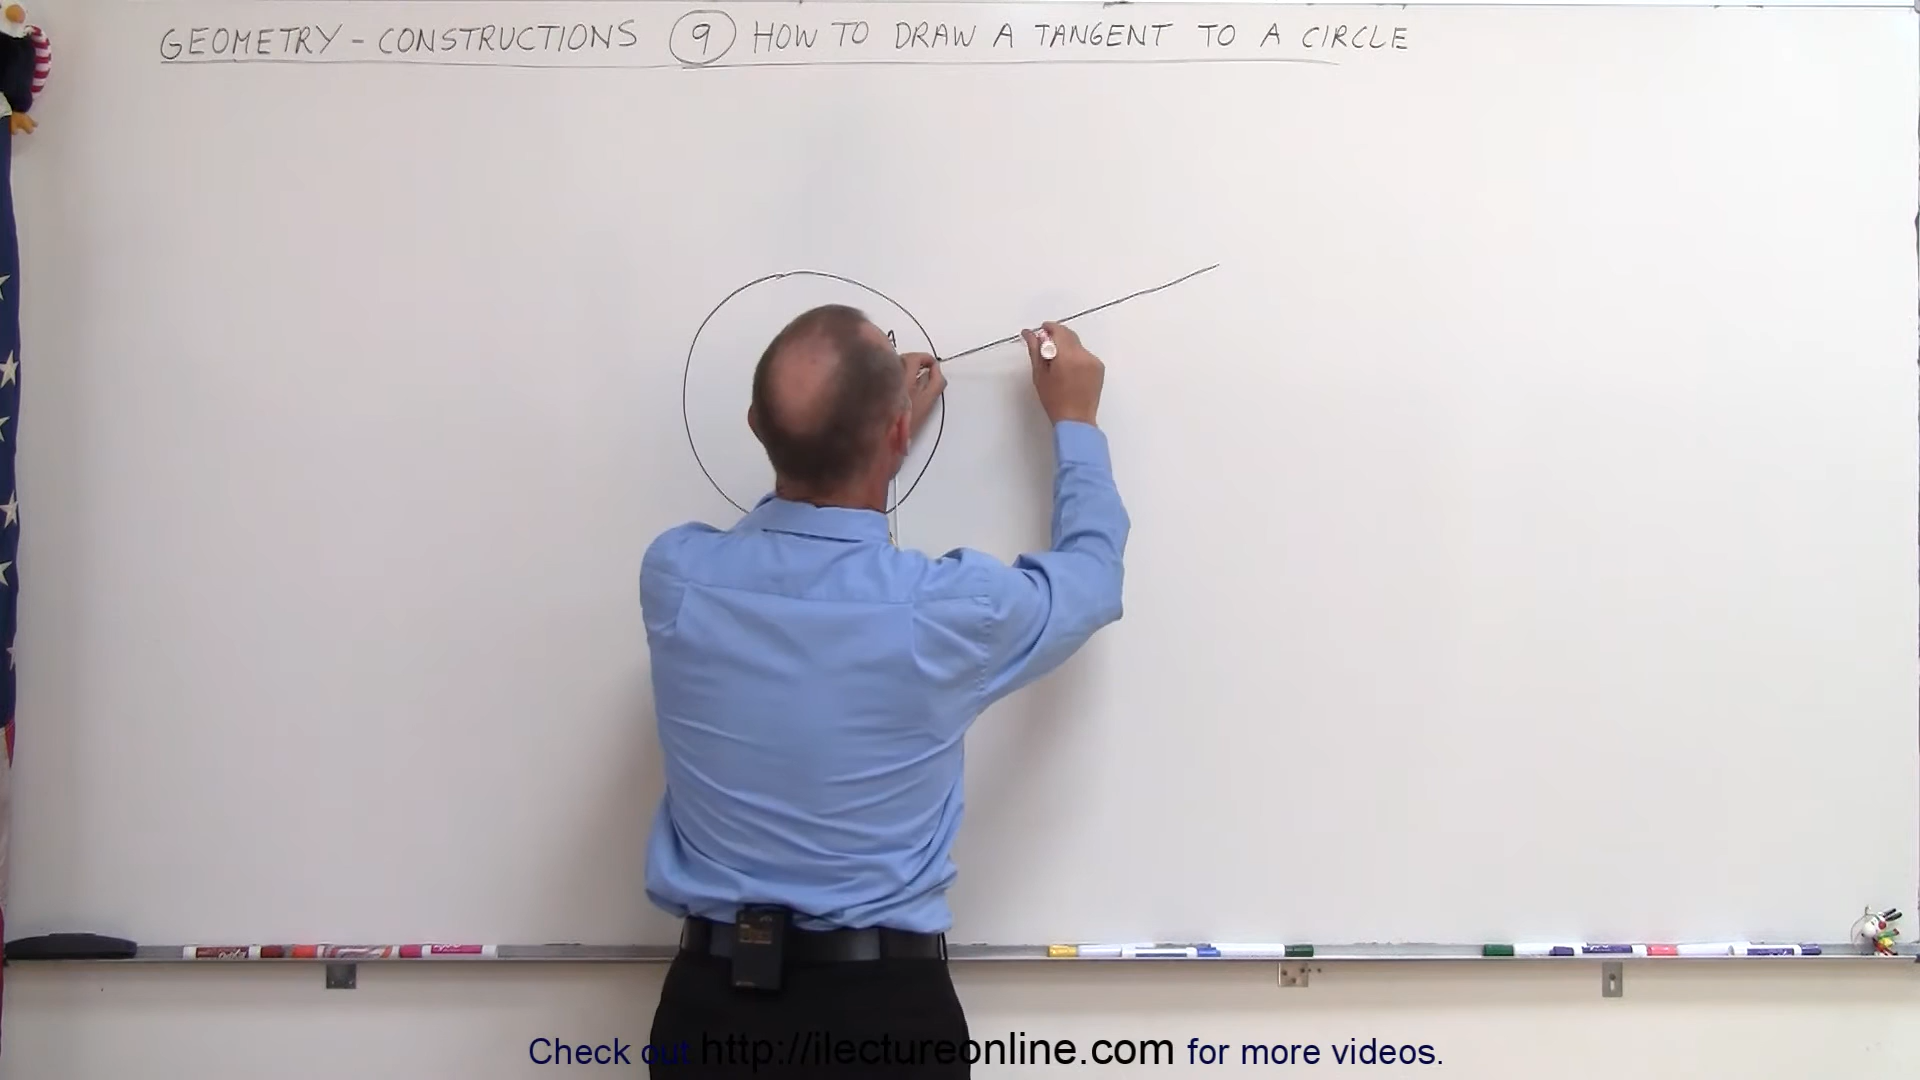 GEOMETRY - CONSTRUCTIONS 9 HOW TO DRAW A TANGENT TO A CIRCLE
A
Check out http://ilectureonline.com for more videos.